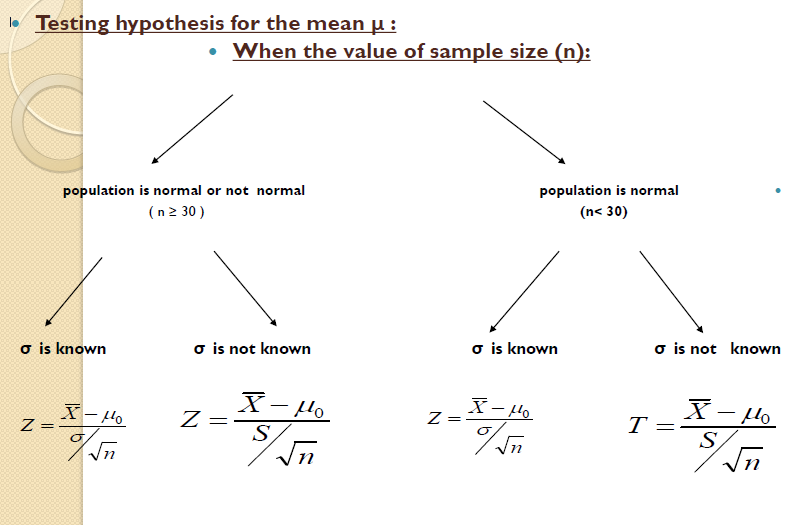 Testing hypothesis for the mean μ :
When the value of sample size (n):
population is normal or not normal
( n ≥ 30 )
population is normal
(n< 30)
σ is known
σ is not known
σ is known
σ is not known
Z = (X̅ − μ₀) / (σ/√n)
Z = (X̅ − μ₀) / (S/√n)
Z = (X̅ − μ₀) / (σ/√n)
T = (X̅ − μ₀) / (S/√n)